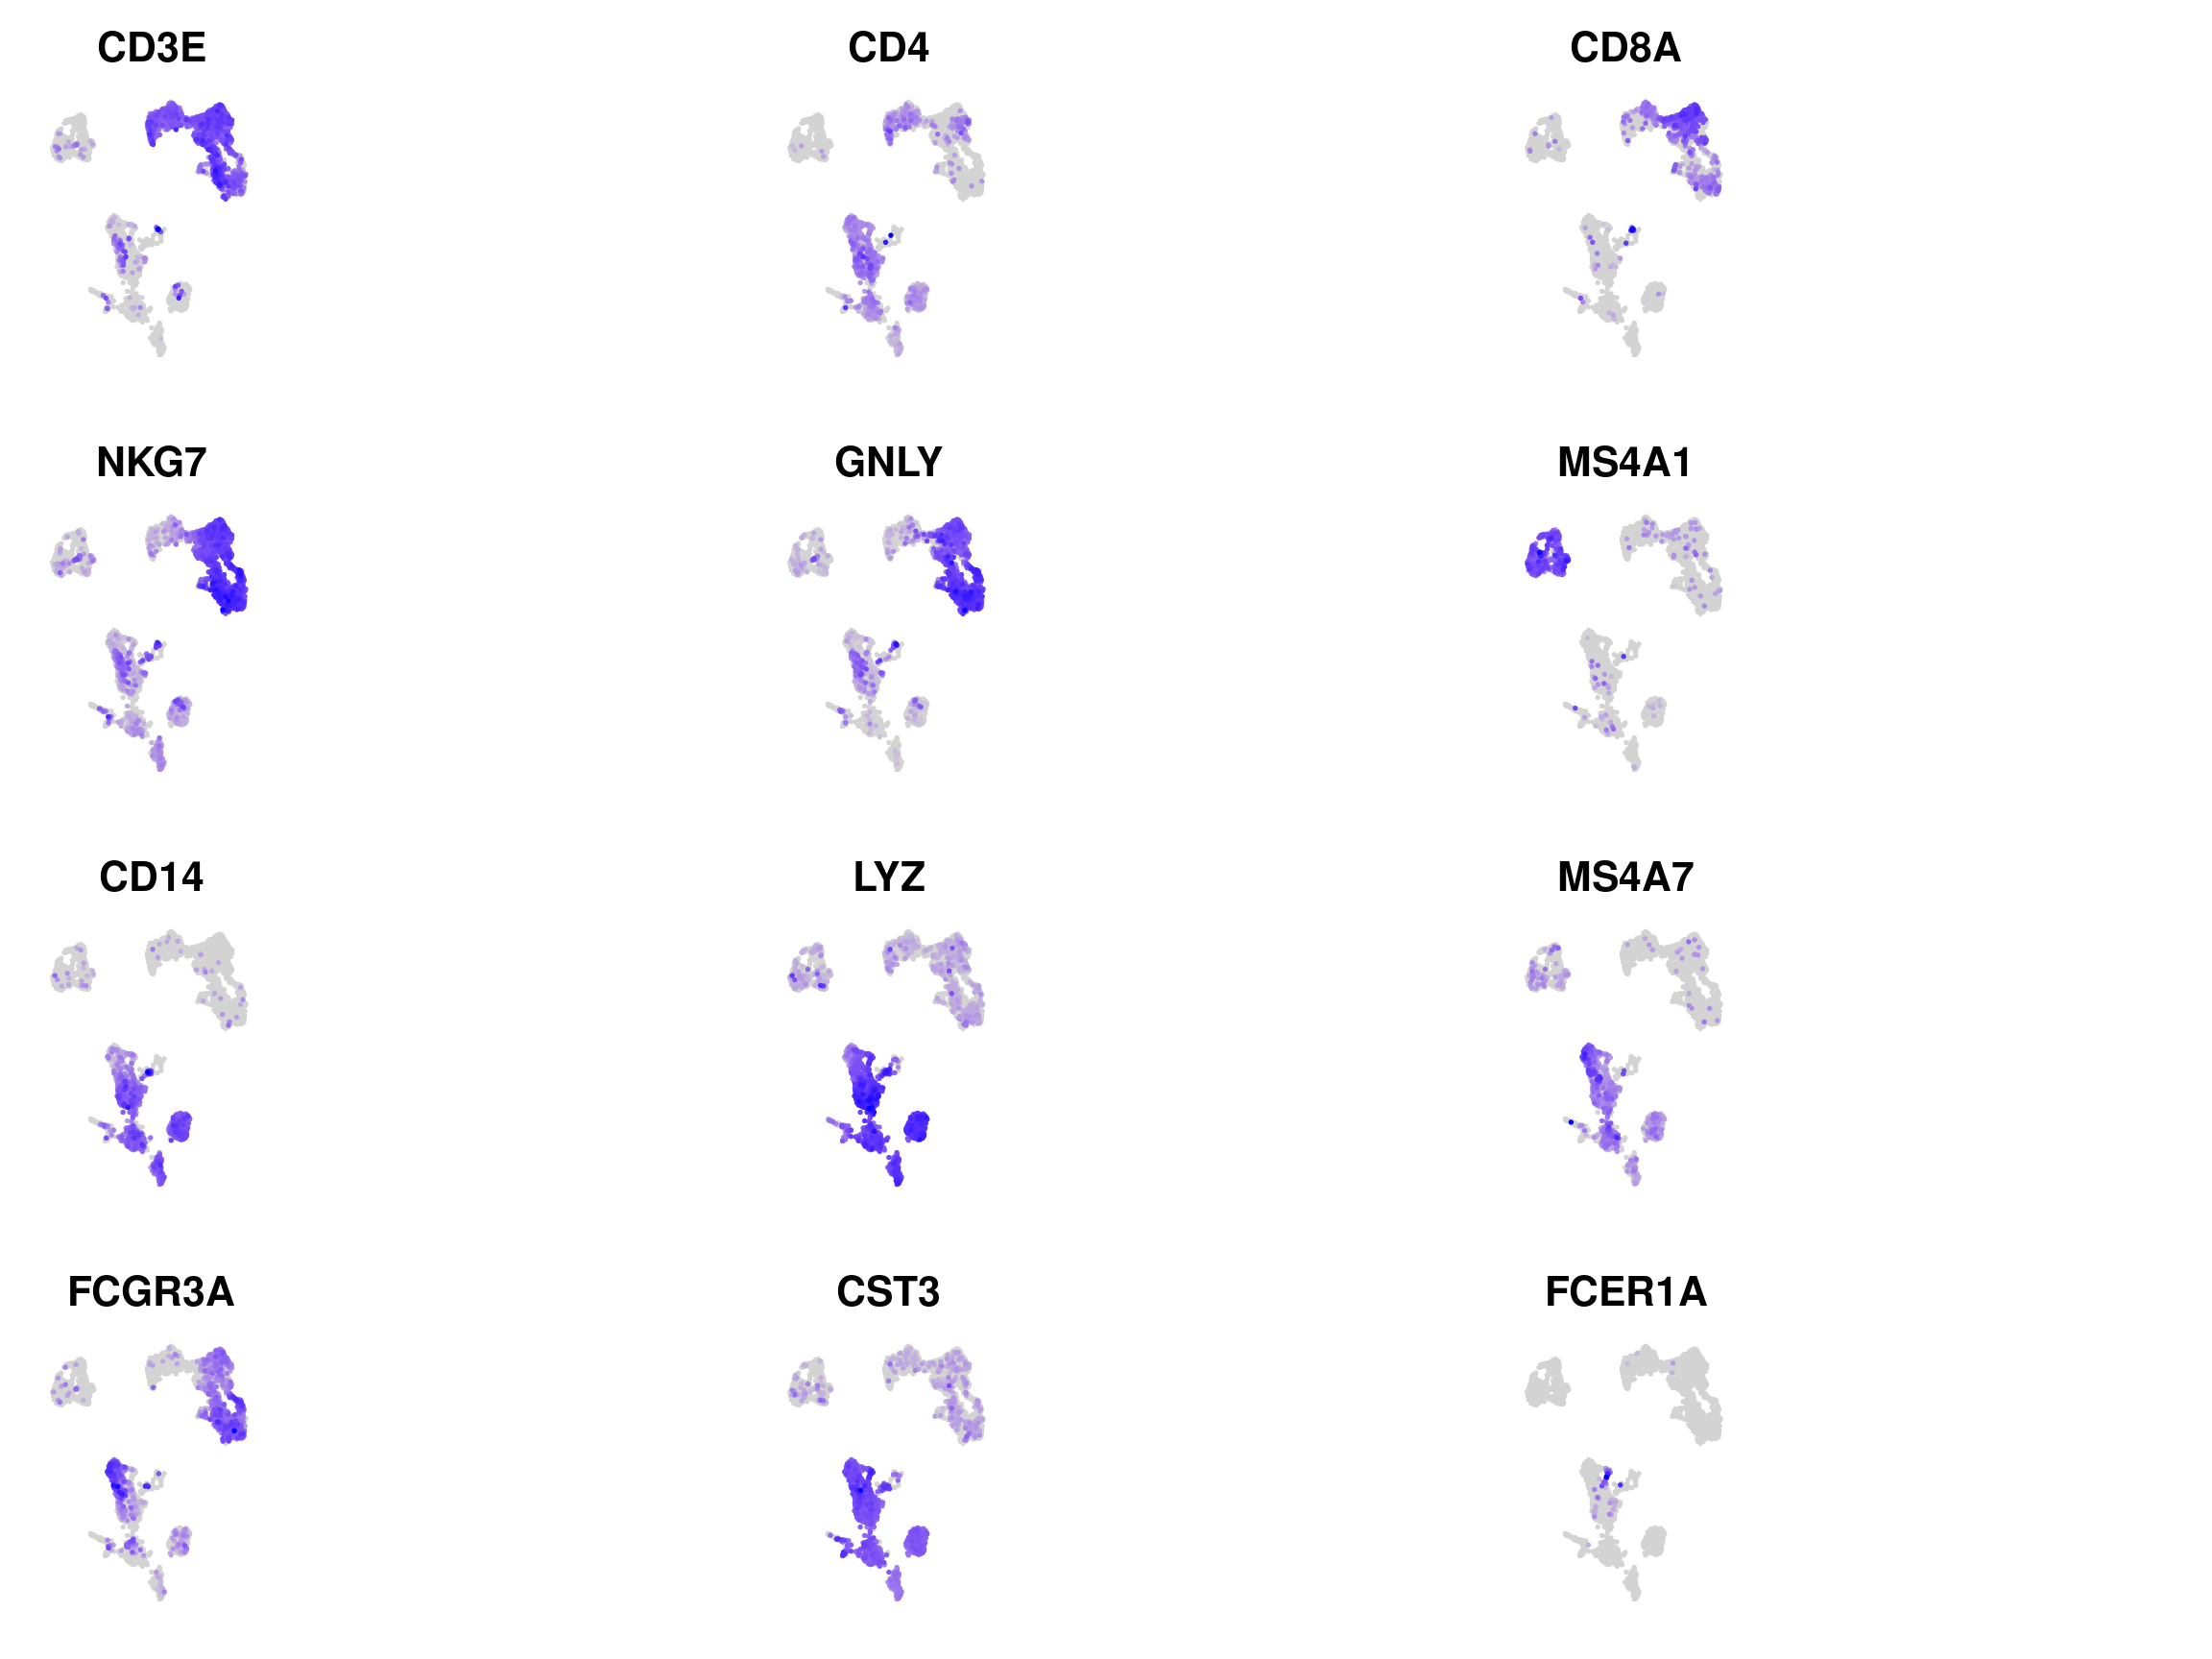 CD3E
CD4
CD8A
NKG7
GNLY
MS4A1
CD14
LYZ
MS4A7
FCGR3A
CST3
FCER1A